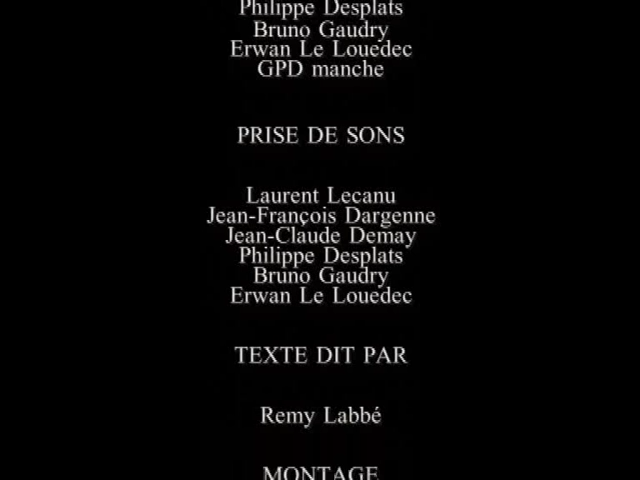 Philippe Desplats
Bruno Gaudry
Erwan Le Louedec
GPD manche
PRISE DE SONS
Laurent Lecanu
Jean-François Dargenne
Jean-Claude Demay
Philippe Desplats
Bruno Gaudry
Erwan Le Louedec
TEXTE DIT PAR
Remy Labbé
MONTAGE